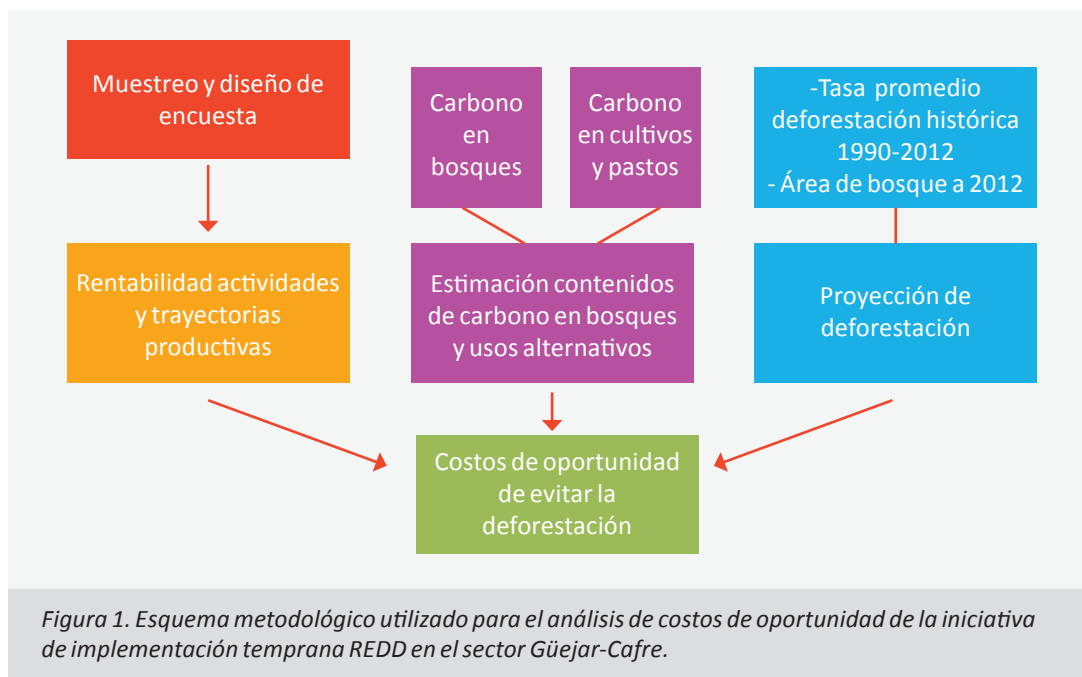 Muestreo y diseño de
encuesta
Carbono
en
bosques
Carbono
en cultivos
y pastos
-Tasa promedio
deforestación histórica
1990-2012
- Área de bosque a 2012
Rentabilidad actividades
y trayectorias
productivas
Estimación contenidos
de carbono en bosques
y usos alternativos
Proyección de
deforestación
Costos de oportunidad
de evitar la
deforestación
Figura 1. Esquema metodológico utilizado para el análisis de costos de oportunidad de la iniciativa
de implementación temprana REDD en el sector Güejar-Cafre.